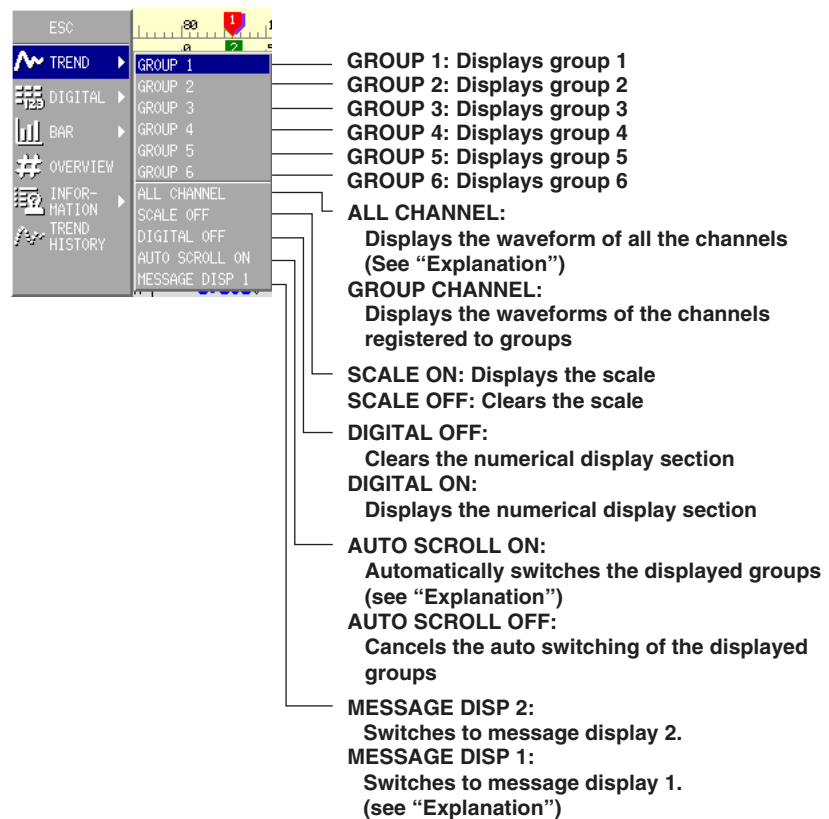 ESC
80
1
1
0
2
TREND
DIGITAL
123
BAR
OVERVIEW
INFOR-
MATION
TREND
HISTORY
GROUP 1
GROUP 2
GROUP 3
GROUP 4
GROUP 5
GROUP 6
ALL CHANNEL
SCALE OFF
DIGITAL OFF
AUTO SCROLL ON
MESSAGE DISP 1
GROUP 1: Displays group 1
GROUP 2: Displays group 2
GROUP 3: Displays group 3
GROUP 4: Displays group 4
GROUP 5: Displays group 5
GROUP 6: Displays group 6
ALL CHANNEL:
Displays the waveform of all the channels
(See “Explanation”)
GROUP CHANNEL:
Displays the waveforms of the channels
registered to groups
SCALE ON: Displays the scale
SCALE OFF: Clears the scale
DIGITAL OFF:
Clears the numerical display section
DIGITAL ON:
Displays the numerical display section
AUTO SCROLL ON:
Automatically switches the displayed groups
(see “Explanation”)
AUTO SCROLL OFF:
Cancels the auto switching of the displayed
groups
MESSAGE DISP 2:
Switches to message display 2.
MESSAGE DISP 1:
Switches to message display 1.
(see “Explanation”)